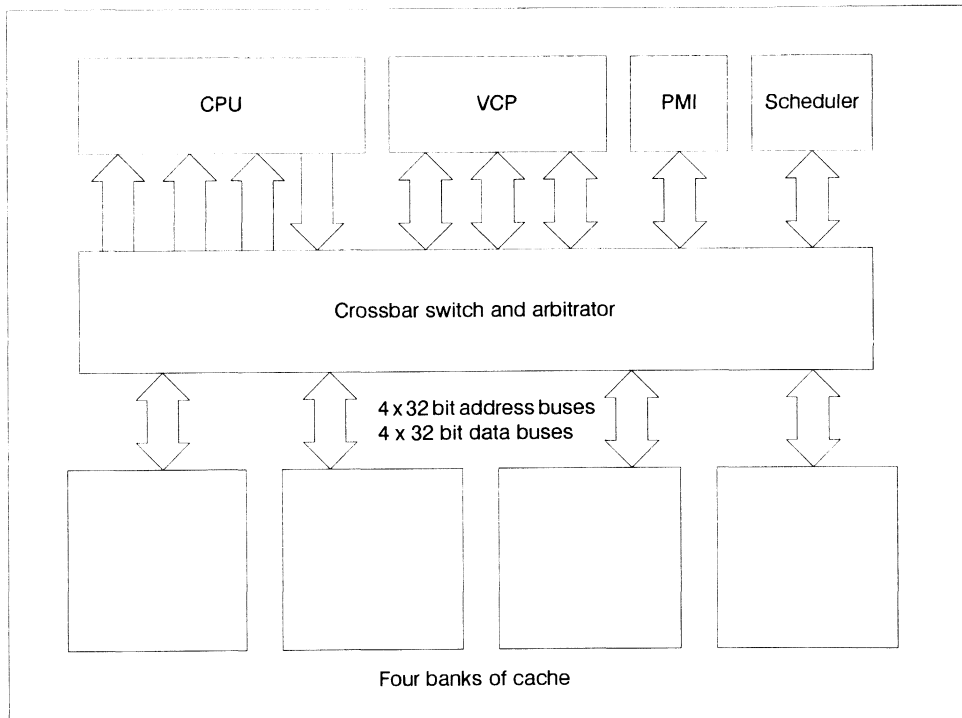 CPU
VCP
PMI
Scheduler
Crossbar switch and arbitrator
4 x 32 bit address buses
4 x 32 bit data buses
Four banks of cache